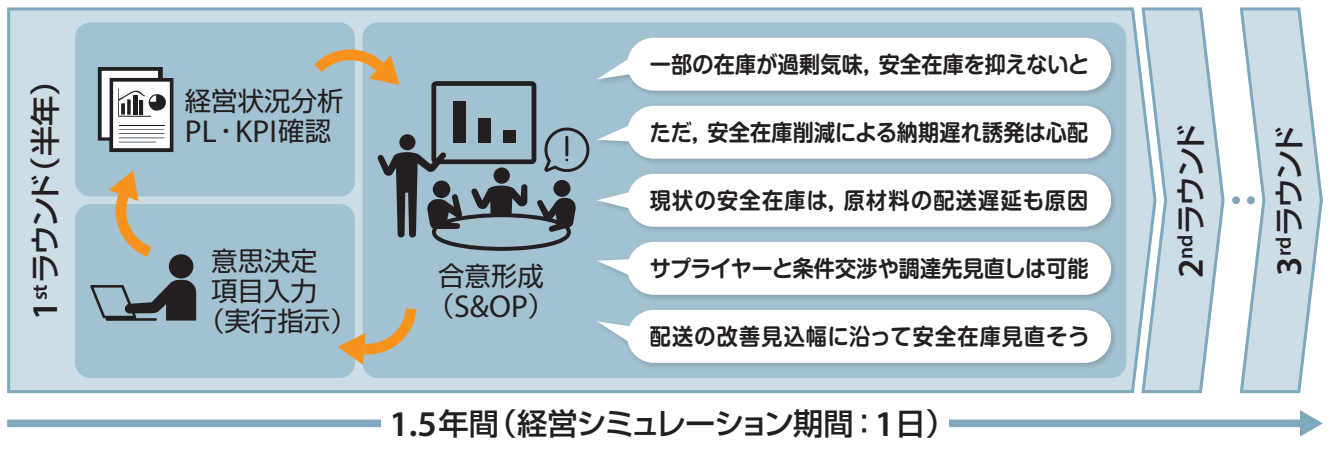 1stラウンド（半年）
経営状況分析
PL・KPI確認
意思決定
項目入力
（実行指示）
合意形成
（S&OP）
一部の在庫が過剰気味，安全在庫を抑えないと
ただ，安全在庫削減による納期遅れ誘発は心配
現状の安全在庫は，原材料の配送遅延も原因
サプライヤーと条件交渉や調達先見直しは可能
配送の改善見込幅に沿って安全在庫見直そう
2ndラウンド
3rdラウンド
1.5年間（経営シミュレーション期間：1日）